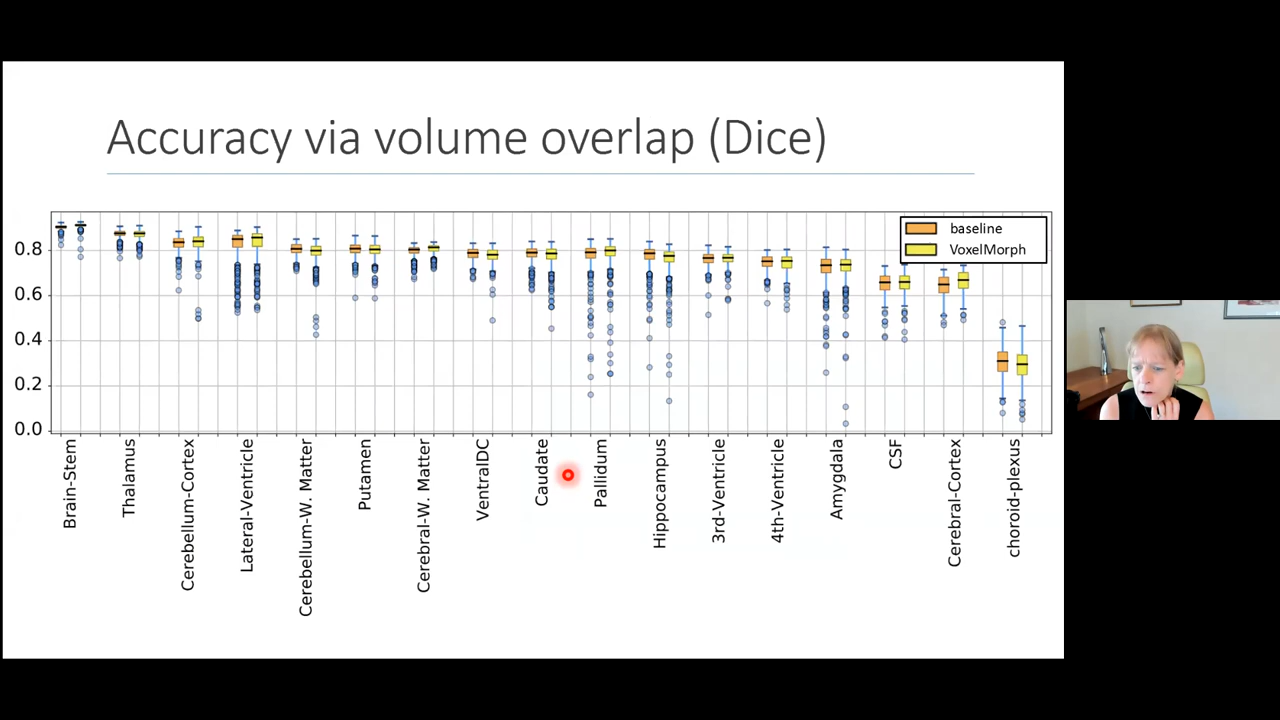 Accuracy via volume overlap (Dice)
baseline
VoxelMorph
0.8
0.6
0.4
0.2
0.0
Brain-Stem
Thalamus
Cerebellum-Cortex
Lateral-Ventricle
Cerebellum-W. Matter
Putamen
Cerebral-W. Matter
VentralDC
Caudate
Pallidum
Hippocampus
3rd-Ventricle
4th-Ventricle
Amygdala
CSF
Cerebral-Cortex
choroid-plexus